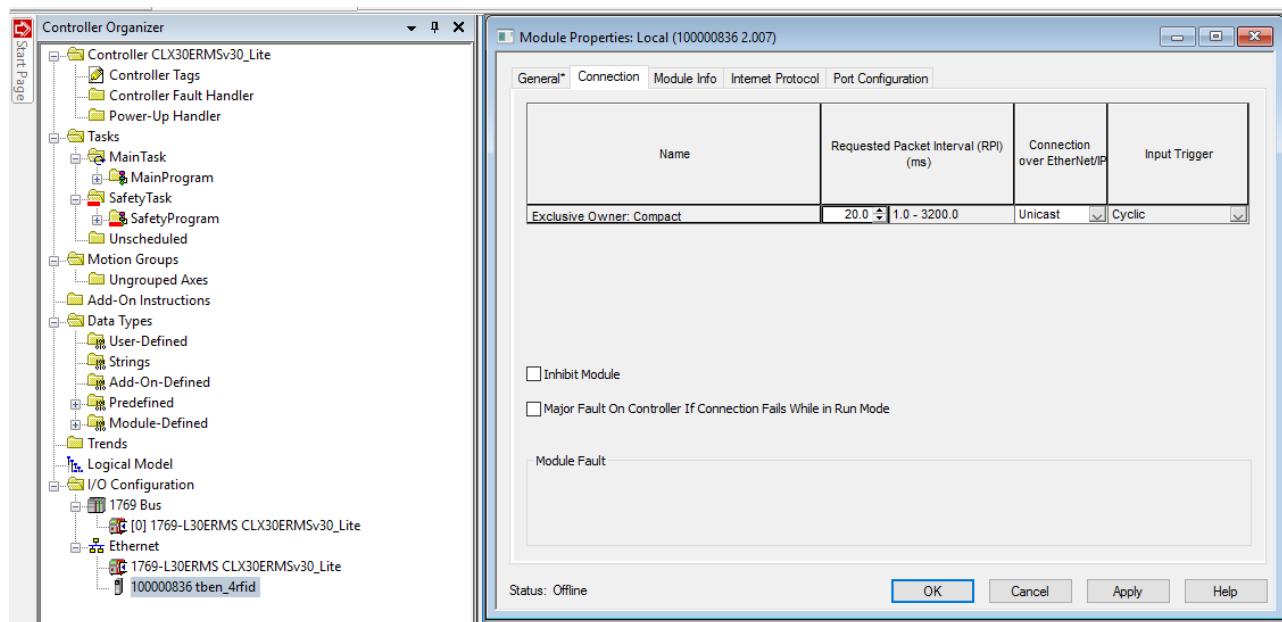 Start Page
Controller Organizer
Controller CLX30ERMSv30_Lite
Controller Tags
Controller Fault Handler
Power-Up Handler
Tasks
MainTask
MainProgram
SafetyTask
SafetyProgram
Unscheduled
Motion Groups
Ungrouped Axes
Add-On Instructions
Data Types
User-Defined
Strings
Add-On-Defined
Predefined
Module-Defined
Trends
Logical Model
I/O Configuration
1769 Bus
[0] 1769-L30ERMS CLX30ERMSv30_Lite
Ethernet
1769-L30ERMS CLX30ERMSv30_Lite
100000836 tben_4rfid
Module Properties: Local (100000836 2.007)
General* Connection Module Info Internet Protocol Port Configuration
Name
Requested Packet Interval (RPI)
(ms)
Connection
over EtherNet/IP
Input Trigger
Exclusive Owner: Compact 20.0 1.0 - 3200.0 Unicast Cyclic
Inhibit Module
Major Fault On Controller If Connection Fails While in Run Mode
Module Fault
Status: Offline
OK Cancel Apply Help